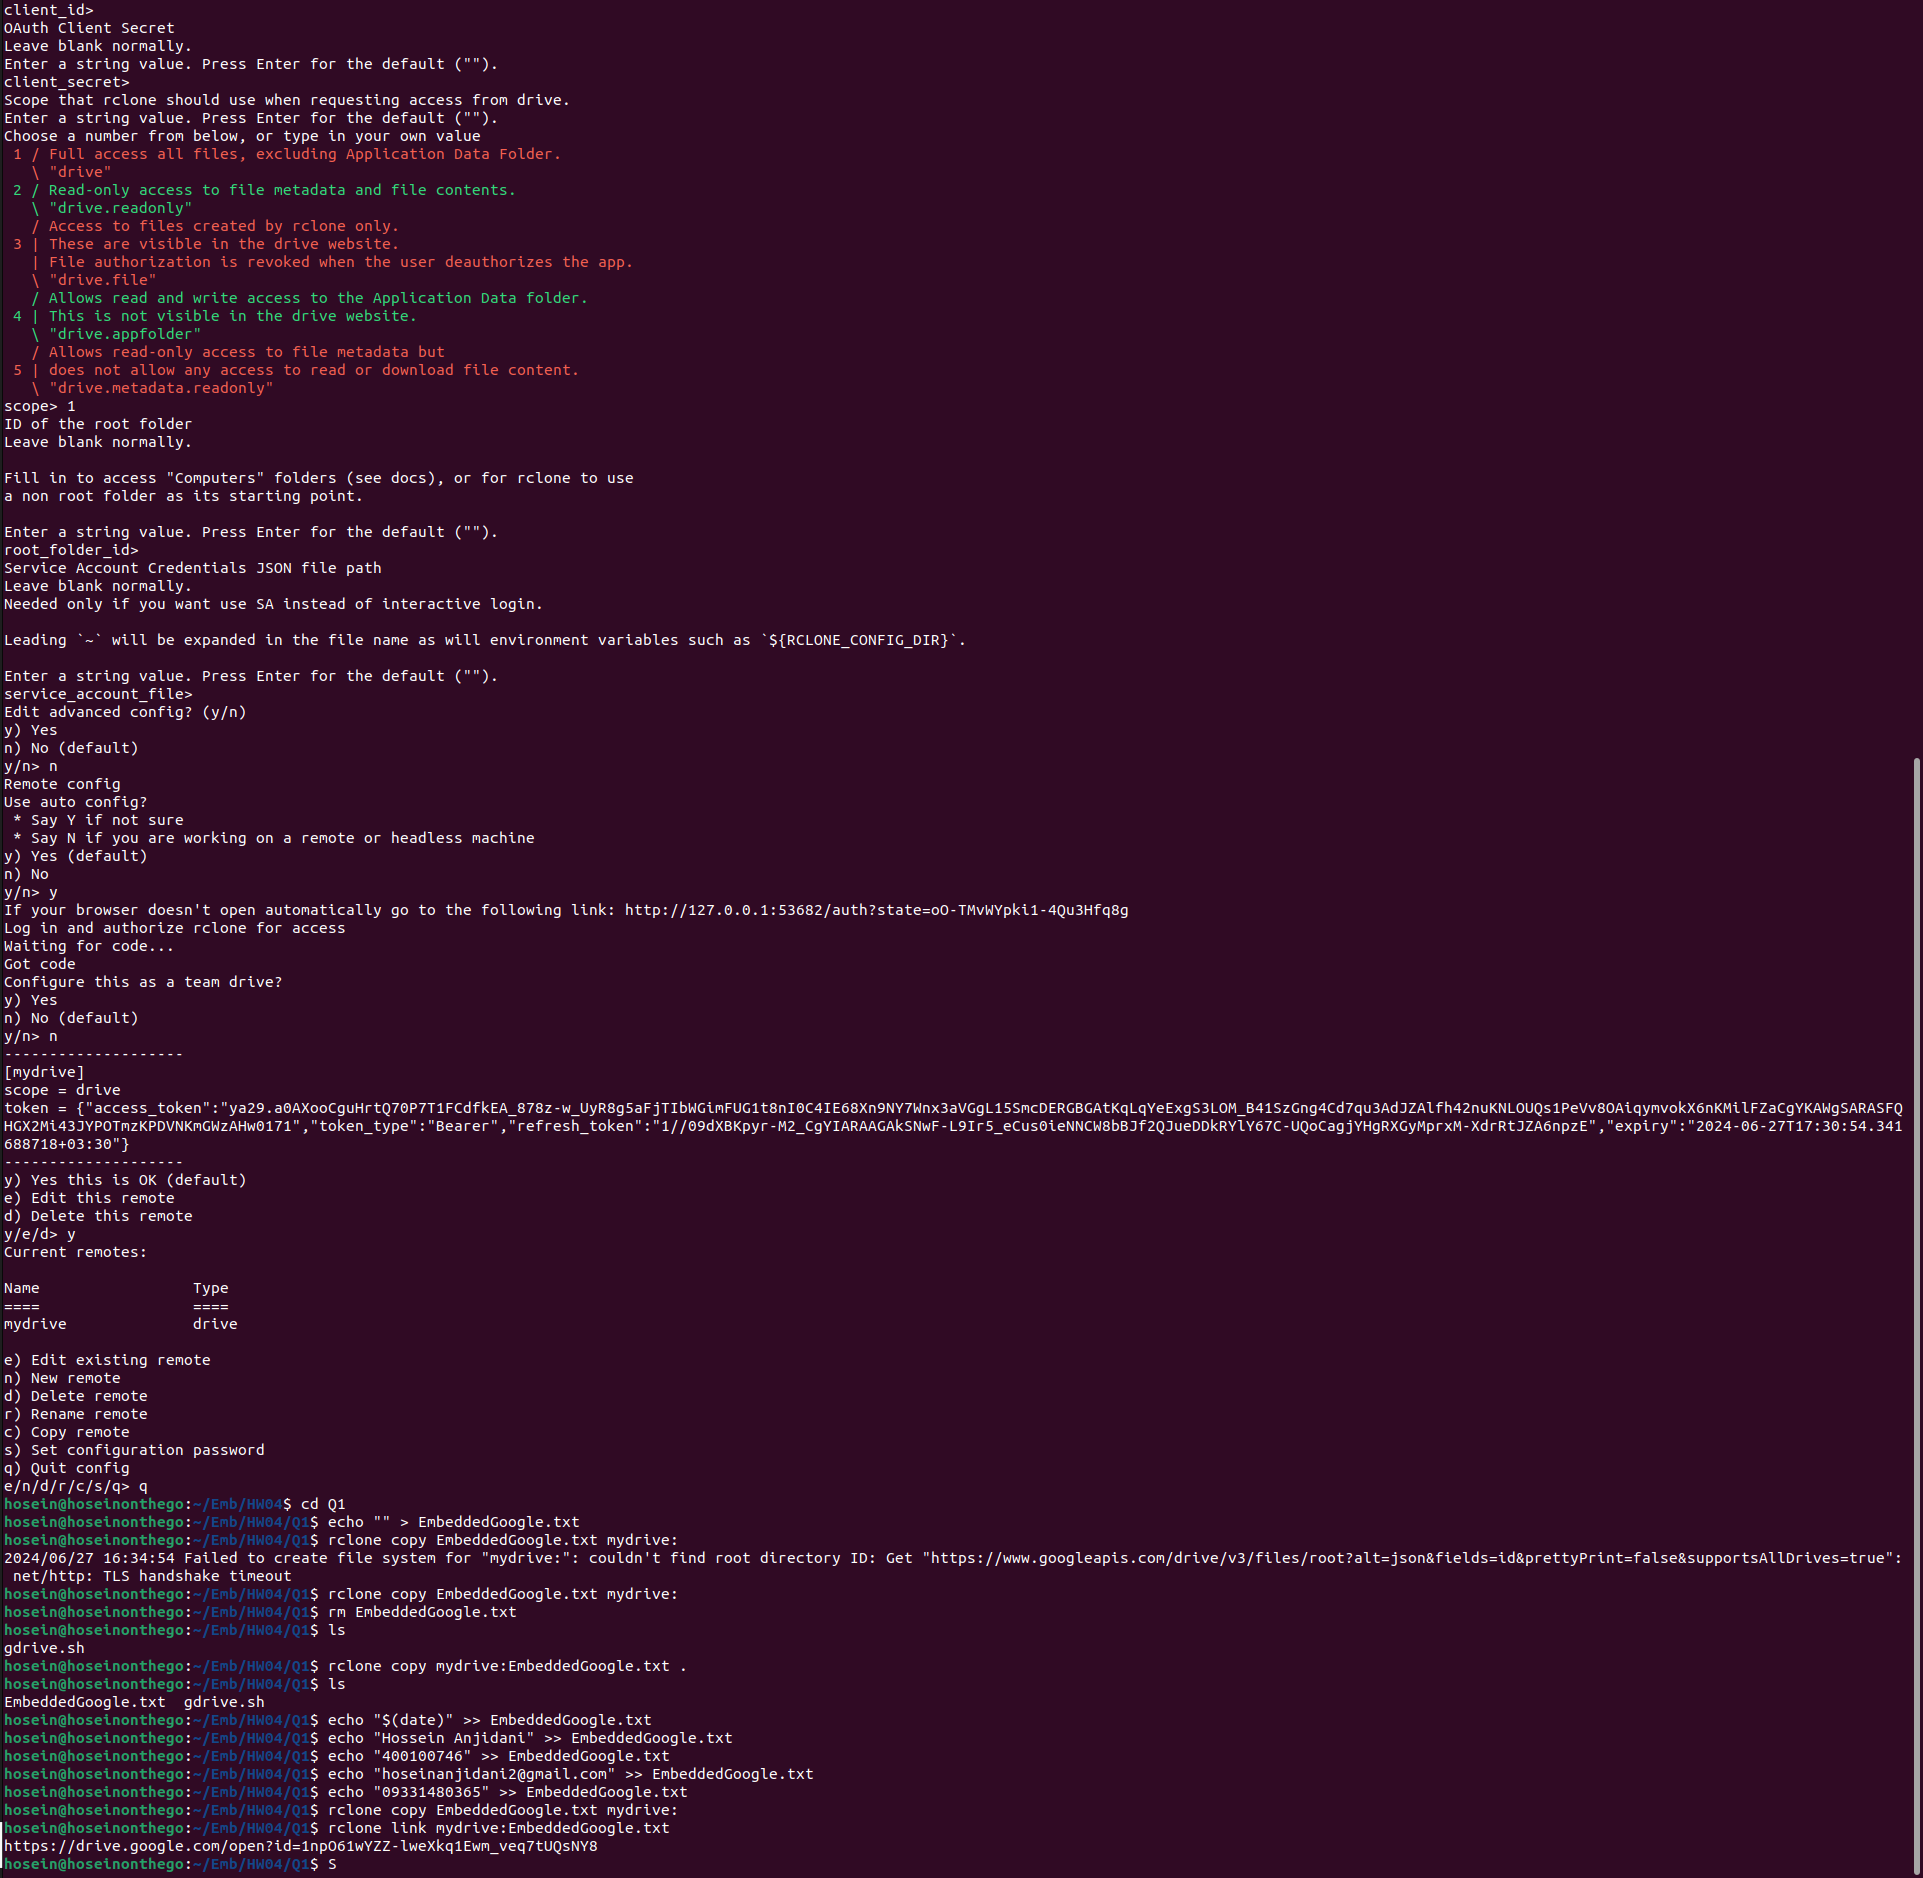 client_id>
OAuth Client Secret
Leave blank normally.
Enter a string value. Press Enter for the default ("").
client_secret>
Scope that rclone should use when requesting access from drive.
Enter a string value. Press Enter for the default ("").
Choose a number from below, or type in your own value
 1 / Full access all files, excluding Application Data Folder.
   \ "drive"
 2 / Read-only access to file metadata and file contents.
   \ "drive.readonly"
   / Access to files created by rclone only.
 3 | These are visible in the drive website.
   | File authorization is revoked when the user deauthorizes the app.
   \ "drive.file"
   / Allows read and write access to the Application Data folder.
 4 | This is not visible in the drive website.
   \ "drive.appfolder"
   / Allows read-only access to file metadata but
 5 | does not allow any access to read or download file content.
   \ "drive.metadata.readonly"
scope> 1
ID of the root folder
Leave blank normally.

Fill in to access "Computers" folders (see docs), or for rclone to use
a non root folder as its starting point.

Enter a string value. Press Enter for the default ("").
root_folder_id>
Service Account Credentials JSON file path
Leave blank normally.
Needed only if you want use SA instead of interactive login.

Leading `~` will be expanded in the file name as will environment variables such as `${RCLONE_CONFIG_DIR}`.

Enter a string value. Press Enter for the default ("").
service_account_file>
Edit advanced config? (y/n)
y) Yes
n) No (default)
y/n> n
Remote config
Use auto config?
 * Say Y if not sure
 * Say N if you are working on a remote or headless machine
y) Yes (default)
n) No
y/n> y
If your browser doesn't open automatically go to the following link: http://127.0.0.1:53682/auth?state=oO-TMvWYpki1-4Qu3Hfq8g
Log in and authorize rclone for access
Waiting for code...
Got code
Configure this as a team drive?
y) Yes
n) No (default)
y/n> n
--------------------
[mydrive]
scope = drive
token = {"access_token":"ya29.a0AXooCguHrtQ70P7T1FCdfkEA_878z-w_UyR8g5aFjTIbWGimFUG1t8nI0C4IE68Xn9NY7Wnx3aVGgL15SmcDERGBGAtKqLqYeExgS3LOM_B41SzGng4Cd7qu3AdJZAlfh42nuKNLOUQs1PeVv8OAiqymvokX6nKMilFZaCgYKAWgSARASFQ
HGX2Mi43JYPOTmzKPDVNKmGWzAHw0171","token_type":"Bearer","refresh_token":"1//09dXBKpyr-M2_CgYIARAAGAkSNwF-L9Ir5_eCus0ieNNCW8bBJf2QJueDDkRYlY67C-UQoCagjYHgRXGyMprxM-XdrRtJZA6npzE","expiry":"2024-06-27T17:30:54.341
688718+03:30"}
--------------------
y) Yes this is OK (default)
e) Edit this remote
d) Delete this remote
y/e/d> y
Current remotes:

Name                 Type
====                 ====
mydrive              drive

e) Edit existing remote
n) New remote
d) Delete remote
r) Rename remote
c) Copy remote
s) Set configuration password
q) Quit config
e/n/d/r/c/s/q> q
hosein@hoseinonthego:~/Emb/HW04$ cd Q1
hosein@hoseinonthego:~/Emb/HW04/Q1$ echo "" > EmbeddedGoogle.txt
hosein@hoseinonthego:~/Emb/HW04/Q1$ rclone copy EmbeddedGoogle.txt mydrive:
2024/06/27 16:34:54 Failed to create file system for "mydrive:": couldn't find root directory ID: Get "https://www.googleapis.com/drive/v3/files/root?alt=json&fields=id&prettyPrint=false&supportsAllDrives=true":
 net/http: TLS handshake timeout
hosein@hoseinonthego:~/Emb/HW04/Q1$ rclone copy EmbeddedGoogle.txt mydrive:
hosein@hoseinonthego:~/Emb/HW04/Q1$ rm EmbeddedGoogle.txt
hosein@hoseinonthego:~/Emb/HW04/Q1$ ls
gdrive.sh
hosein@hoseinonthego:~/Emb/HW04/Q1$ rclone copy mydrive:EmbeddedGoogle.txt .
hosein@hoseinonthego:~/Emb/HW04/Q1$ ls
EmbeddedGoogle.txt  gdrive.sh
hosein@hoseinonthego:~/Emb/HW04/Q1$ echo "$(date)" >> EmbeddedGoogle.txt
hosein@hoseinonthego:~/Emb/HW04/Q1$ echo "Hossein Anjidani" >> EmbeddedGoogle.txt
hosein@hoseinonthego:~/Emb/HW04/Q1$ echo "400100746" >> EmbeddedGoogle.txt
hosein@hoseinonthego:~/Emb/HW04/Q1$ echo "hoseinanjidani2@gmail.com" >> EmbeddedGoogle.txt
hosein@hoseinonthego:~/Emb/HW04/Q1$ echo "09331480365" >> EmbeddedGoogle.txt
hosein@hoseinonthego:~/Emb/HW04/Q1$ rclone copy EmbeddedGoogle.txt mydrive:
hosein@hoseinonthego:~/Emb/HW04/Q1$ rclone link mydrive:EmbeddedGoogle.txt
https://drive.google.com/open?id=1npO61wYZZ-lweXkq1Ewm_veq7tUQsNY8
hosein@hoseinonthego:~/Emb/HW04/Q1$ S